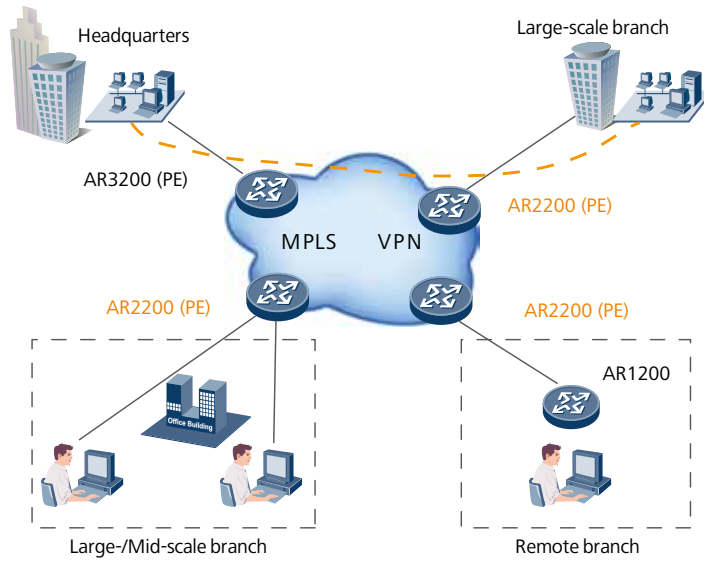 Headquarters
Large-scale branch
AR3200 (PE)
AR2200 (PE)
MPLS VPN
AR2200 (PE)
AR2200 (PE)
AR1200
Office Building
Large-/Mid-scale branch
Remote branch